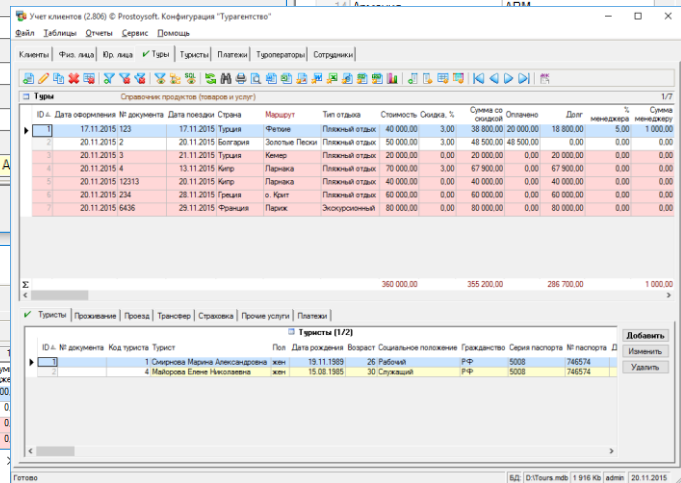 Учет клиентов (2.806) © Prostoysoft. Конфигурация "Турагентство"
Файл Таблицы Отчеты Сервис Помощь
Клиенты Физ. лица Юр. лица Туры Туристы Платежи Туроператоры Сотрудники
Туры Справочник продуктов (товаров и услуг) 1/7
ID Дата оформления № документа Дата поездки Страна Маршрут Тип отдыха Стоимость Скидка, % Сумма со скидкой Оплачено Долг % менеджера Сумма менеджеру
1 17.11.2015 123 17.11.2015 Турция Фетхие Пляжный отдых 40 000,00 3,00 38 800,00 20 000,00 18 800,00 5,00 1 000,00
2 20.11.2015 2 20.11.2015 Болгария Золотые Пески Пляжный отдых 50 000,00 3,00 48 500,00 48 500,00 0,00 0,00 0,00
3 20.11.2015 3 21.11.2015 Турция Кемер Пляжный отдых 20 000,00 0,00 20 000,00 0,00 20 000,00 0,00 0,00
4 20.11.2015 4 13.11.2015 Кипр Ларнака Пляжный отдых 70 000,00 3,00 67 900,00 0,00 67 900,00 0,00 0,00
5 20.11.2015 12313 20.11.2015 Кипр Ларнака Пляжный отдых 40 000,00 0,00 40 000,00 0,00 40 000,00 0,00 0,00
6 20.11.2015 234 28.11.2015 Греция о. Крит Пляжный отдых 60 000,00 0,00 60 000,00 0,00 60 000,00 0,00 0,00
7 20.11.2015 6436 29.11.2015 Франция Париж Экскурсионный 80 000,00 0,00 80 000,00 0,00 80 000,00 0,00 0,00
Σ 360 000,00 355 200,00 286 700,00 1 000,00
Туристы Проживание Проезд Трансфер Страховка Прочие услуги Платежи
Туристы (1/2)
ID № документа Код туриста Турист Пол Дата рождения Возраст Социальное положение Гражданство Серия паспорта № паспорта Д
1 1 Смирнова Марина Александровна жен 19.11.1989 26 Рабочий РФ 5008 746574
2 4 Майорова Елене Николаевна жен 15.08.1985 30 Служащий РФ 5008 746574
Добавить
Изменить
Удалить
Готово БД: D:\Tours.mdb 1 916 Kb admin 20.11.2015